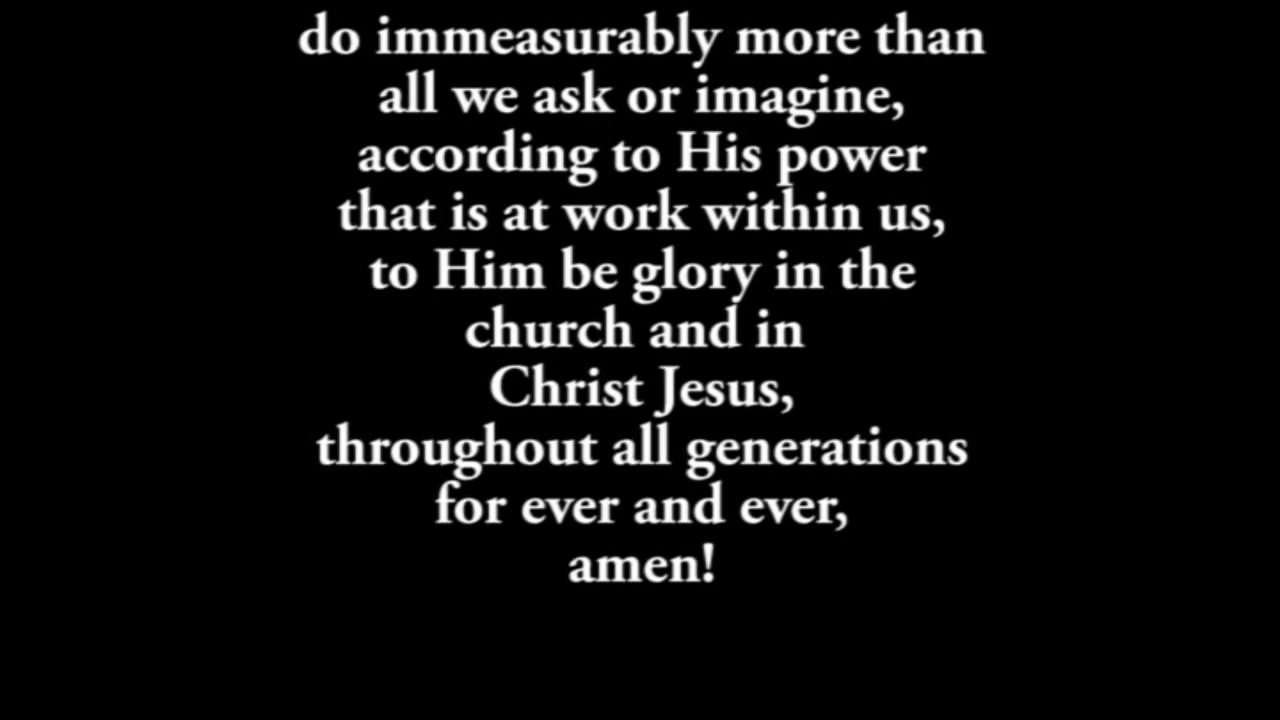 do immeasurably more than
all we ask or imagine,
according to His power
that is at work within us,
to Him be glory in the
church and in
Christ Jesus,
throughout all generations
for ever and ever,
amen!